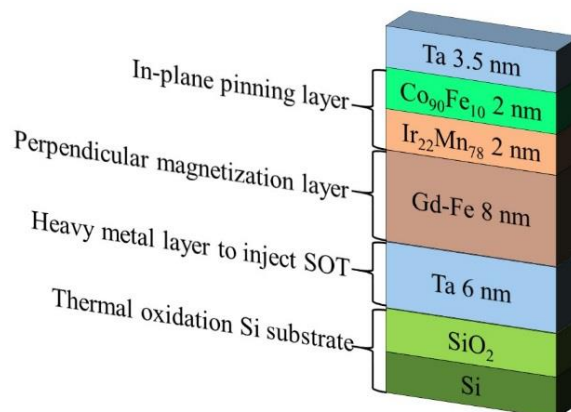 Ta 3.5 nm
In-plane pinning layer
Co₉₀Fe₁₀ 2 nm
Ir₂₂Mn₇₈ 2 nm
Perpendicular magnetization layer
Gd-Fe 8 nm
Heavy metal layer to inject SOT
Ta 6 nm
Thermal oxidation Si substrate
SiO₂
Si